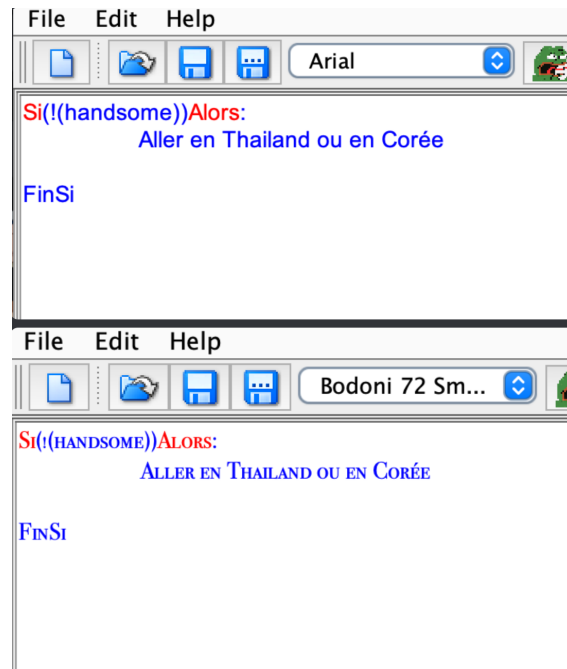 File Edit Help
Arial
Si(!(handsome))Alors:
Aller en Thailand ou en Corée
FinSi
File Edit Help
Bodoni 72 Sm...
Si(!(handsome))Alors:
Aller en Thailand ou en Corée
FinSi